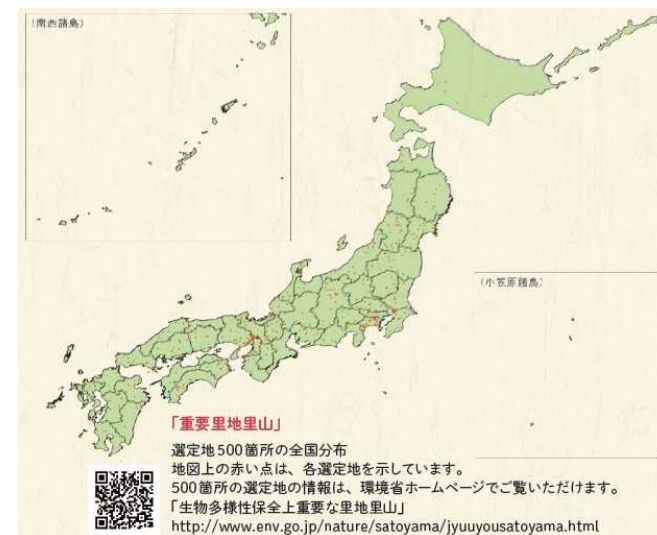 (南西諸島)
(小笠原諸島)
「重要里地里山」
選定地500箇所の全国分布
地図上の赤い点は、各選定地を示しています。
500箇所の選定地の情報は、環境省ホームページでご覧いただけます。
「生物多様性保全上重要な里地里山」
http://www.env.go.jp/nature/satoyama/jyuuyousatoyama.html